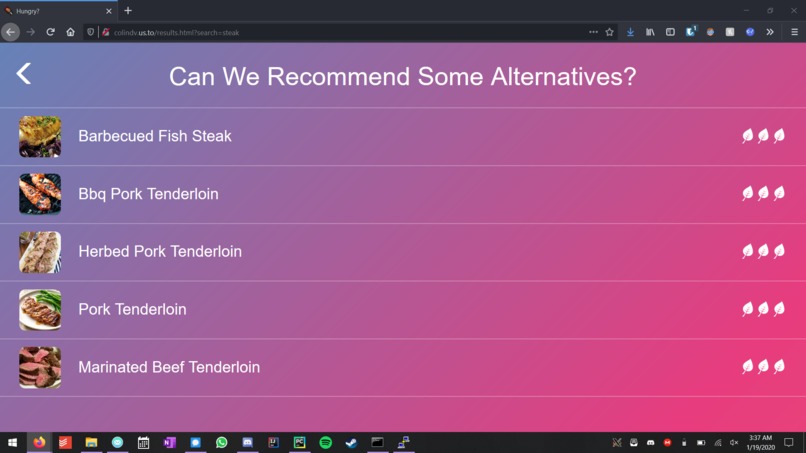 Hungry?
colindv.us.to/results.html?search=steak
1
Can We Recommend Some Alternatives?
Barbecued Fish Steak
Bbq Pork Tenderloin
Herbed Pork Tenderloin
Pork Tenderloin
Marinated Beef Tenderloin
3:37 AM
1/19/2020